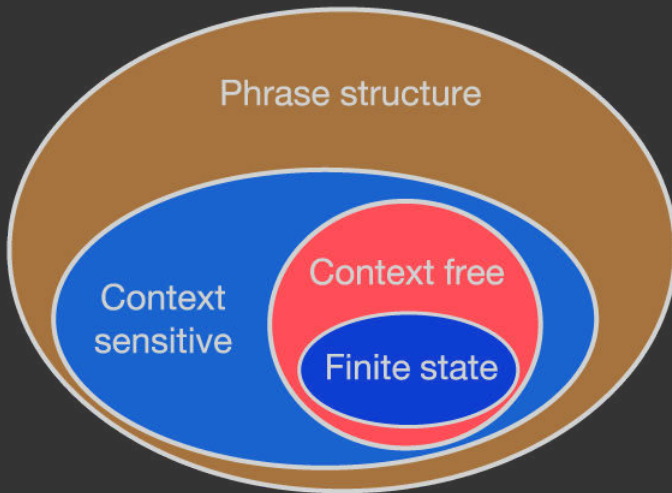 Phrase structure
Context free
Context
sensitive
Finite state